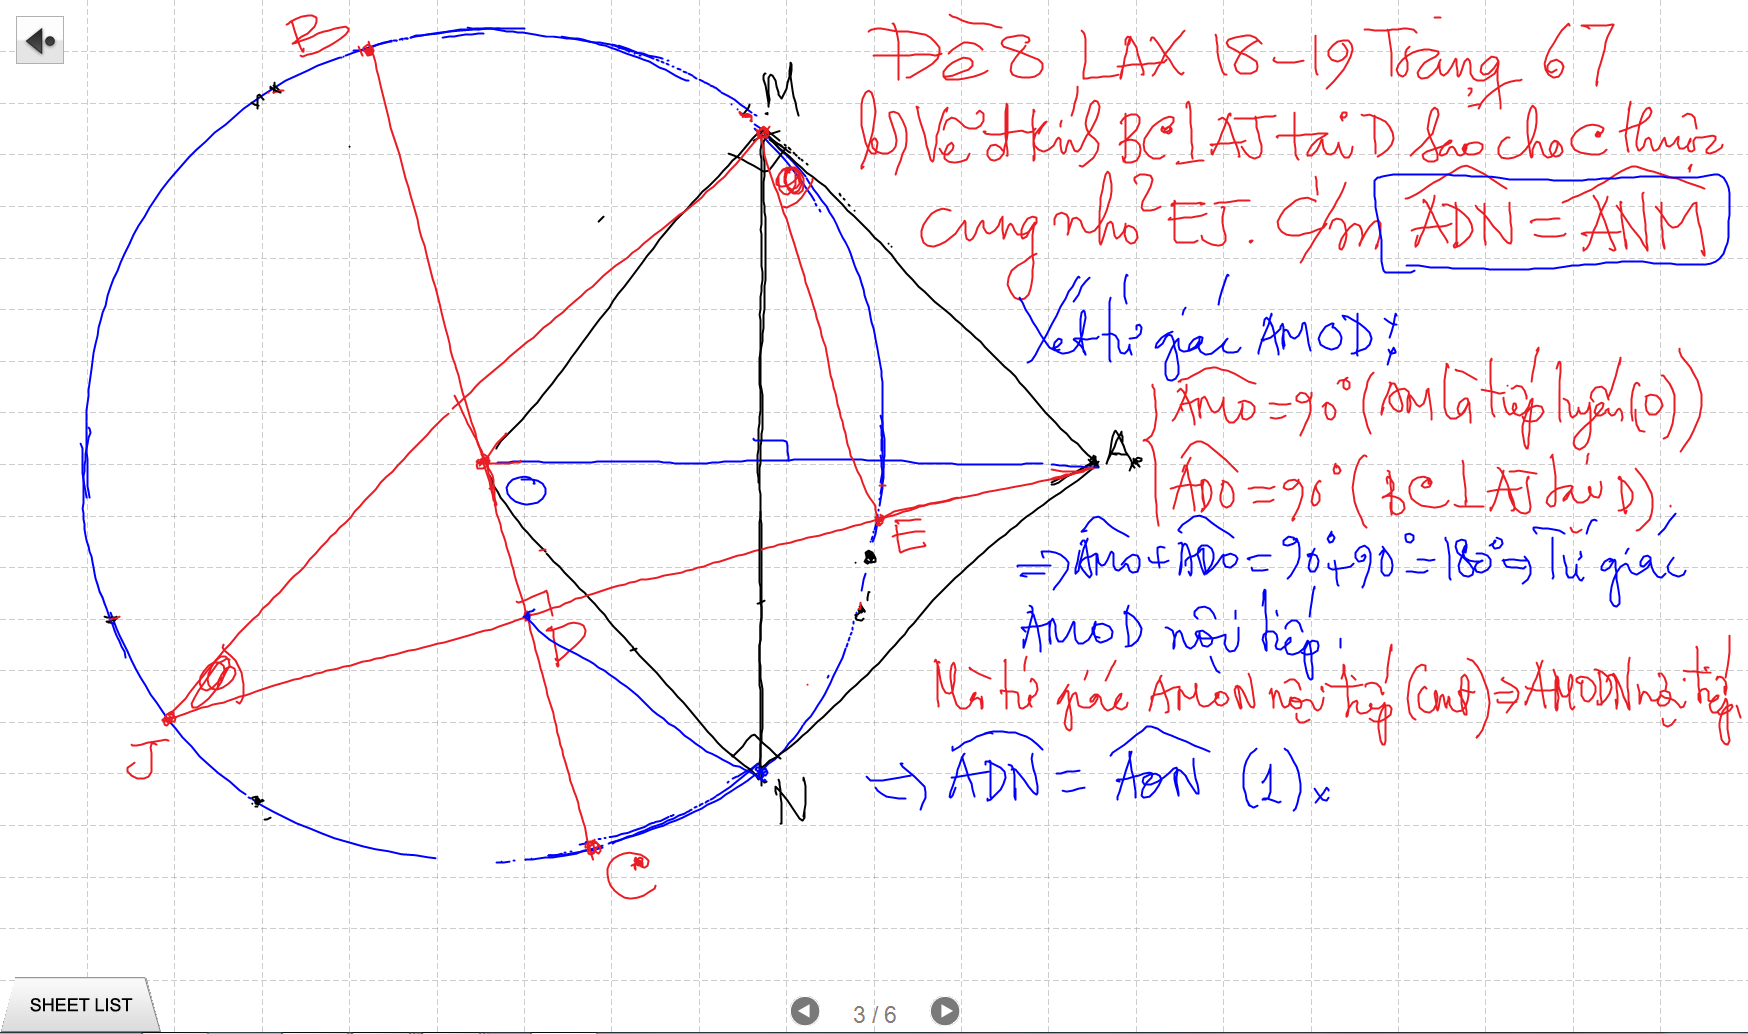 Đề 8 LAX 18-19 Trang 67
b) Vẽ đkính BC⊥AJ tại D sao cho C thuộc
cung nhỏ EJ. C/m ADN = ANM
Xét tứ giác AMOD:
AMO = 90° (AM là tiếp tuyến (O))
ADO = 90° (BC⊥AJ tại D).
=> AMO + ADO = 90°+90° = 180° => Tứ giác
AMOD nội tiếp.
Mà tứ giác AMON nội tiếp (cmt) => AMODN nội tiếp
=> ADN = AON (1)
B
M
A
O
E
D
J
N
C
SHEET LIST
3 / 6